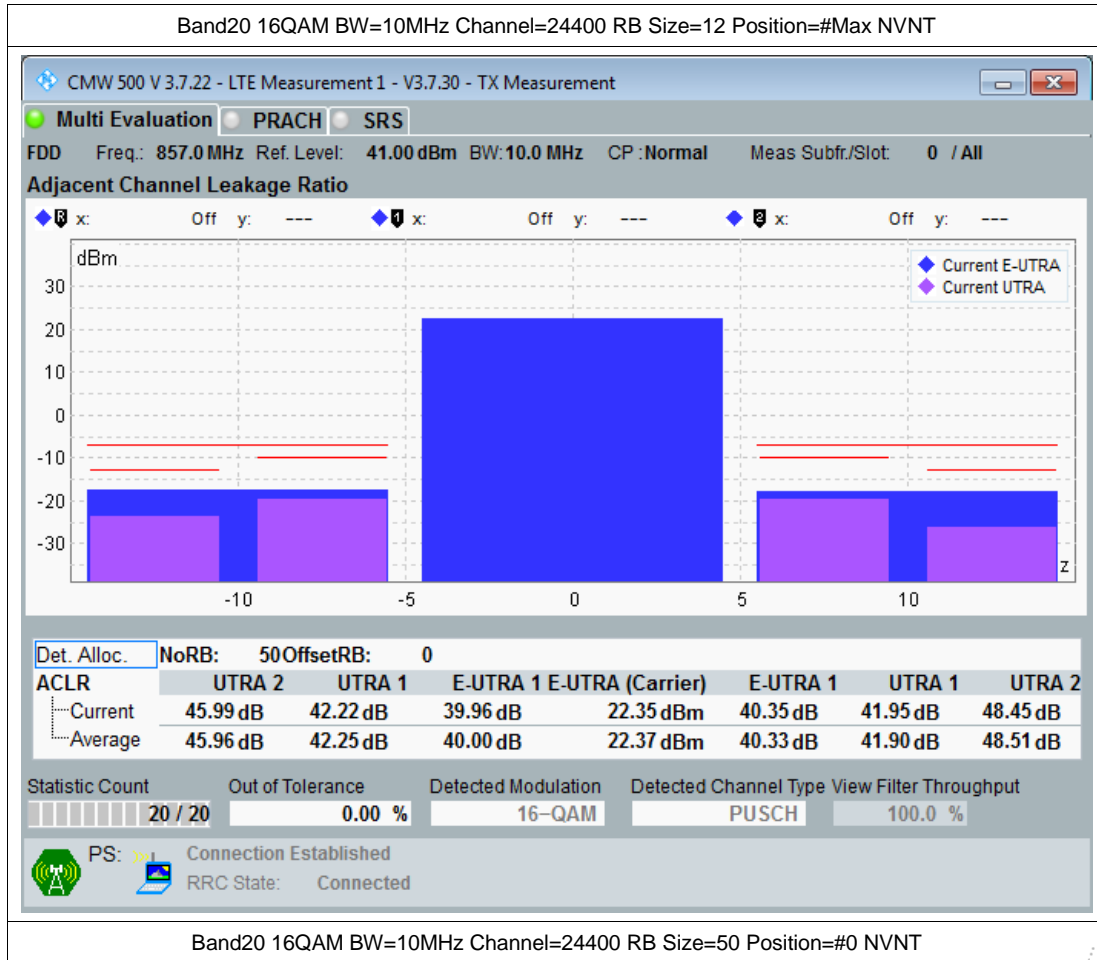 Band20 16QAM BW=10MHz Channel=24400 RB Size=12 Position=#Max NVNT
CMW 500 V 3.7.22 - LTE Measurement 1 - V3.7.30 - TX Measurement
Multi Evaluation PRACH SRS
FDD Freq.: 857.0 MHz Ref. Level: 41.00 dBm BW: 10.0 MHz CP : Normal Meas Subfr./Slot: 0 / All
Adjacent Channel Leakage Ratio
R x: Off y: --- 1 x: Off y: --- 2 x: Off y: ---
dBm
Current E-UTRA
Current UTRA
30
20
10
0
-10
-20
-30
z
-10 -5 0 5 10
Det. Alloc. NoRB: 50 OffsetRB: 0
ACLR UTRA 2 UTRA 1 E-UTRA 1 E-UTRA (Carrier) E-UTRA 1 UTRA 1 UTRA 2
Current 45.99 dB 42.22 dB 39.96 dB 22.35 dBm 40.35 dB 41.95 dB 48.45 dB
Average 45.96 dB 42.25 dB 40.00 dB 22.37 dBm 40.33 dB 41.90 dB 48.51 dB
Statistic Count Out of Tolerance Detected Modulation Detected Channel Type View Filter Throughput
20 / 20 0.00 % 16-QAM PUSCH 100.0 %
PS: Connection Established
RRC State: Connected
Band20 16QAM BW=10MHz Channel=24400 RB Size=50 Position=#0 NVNT